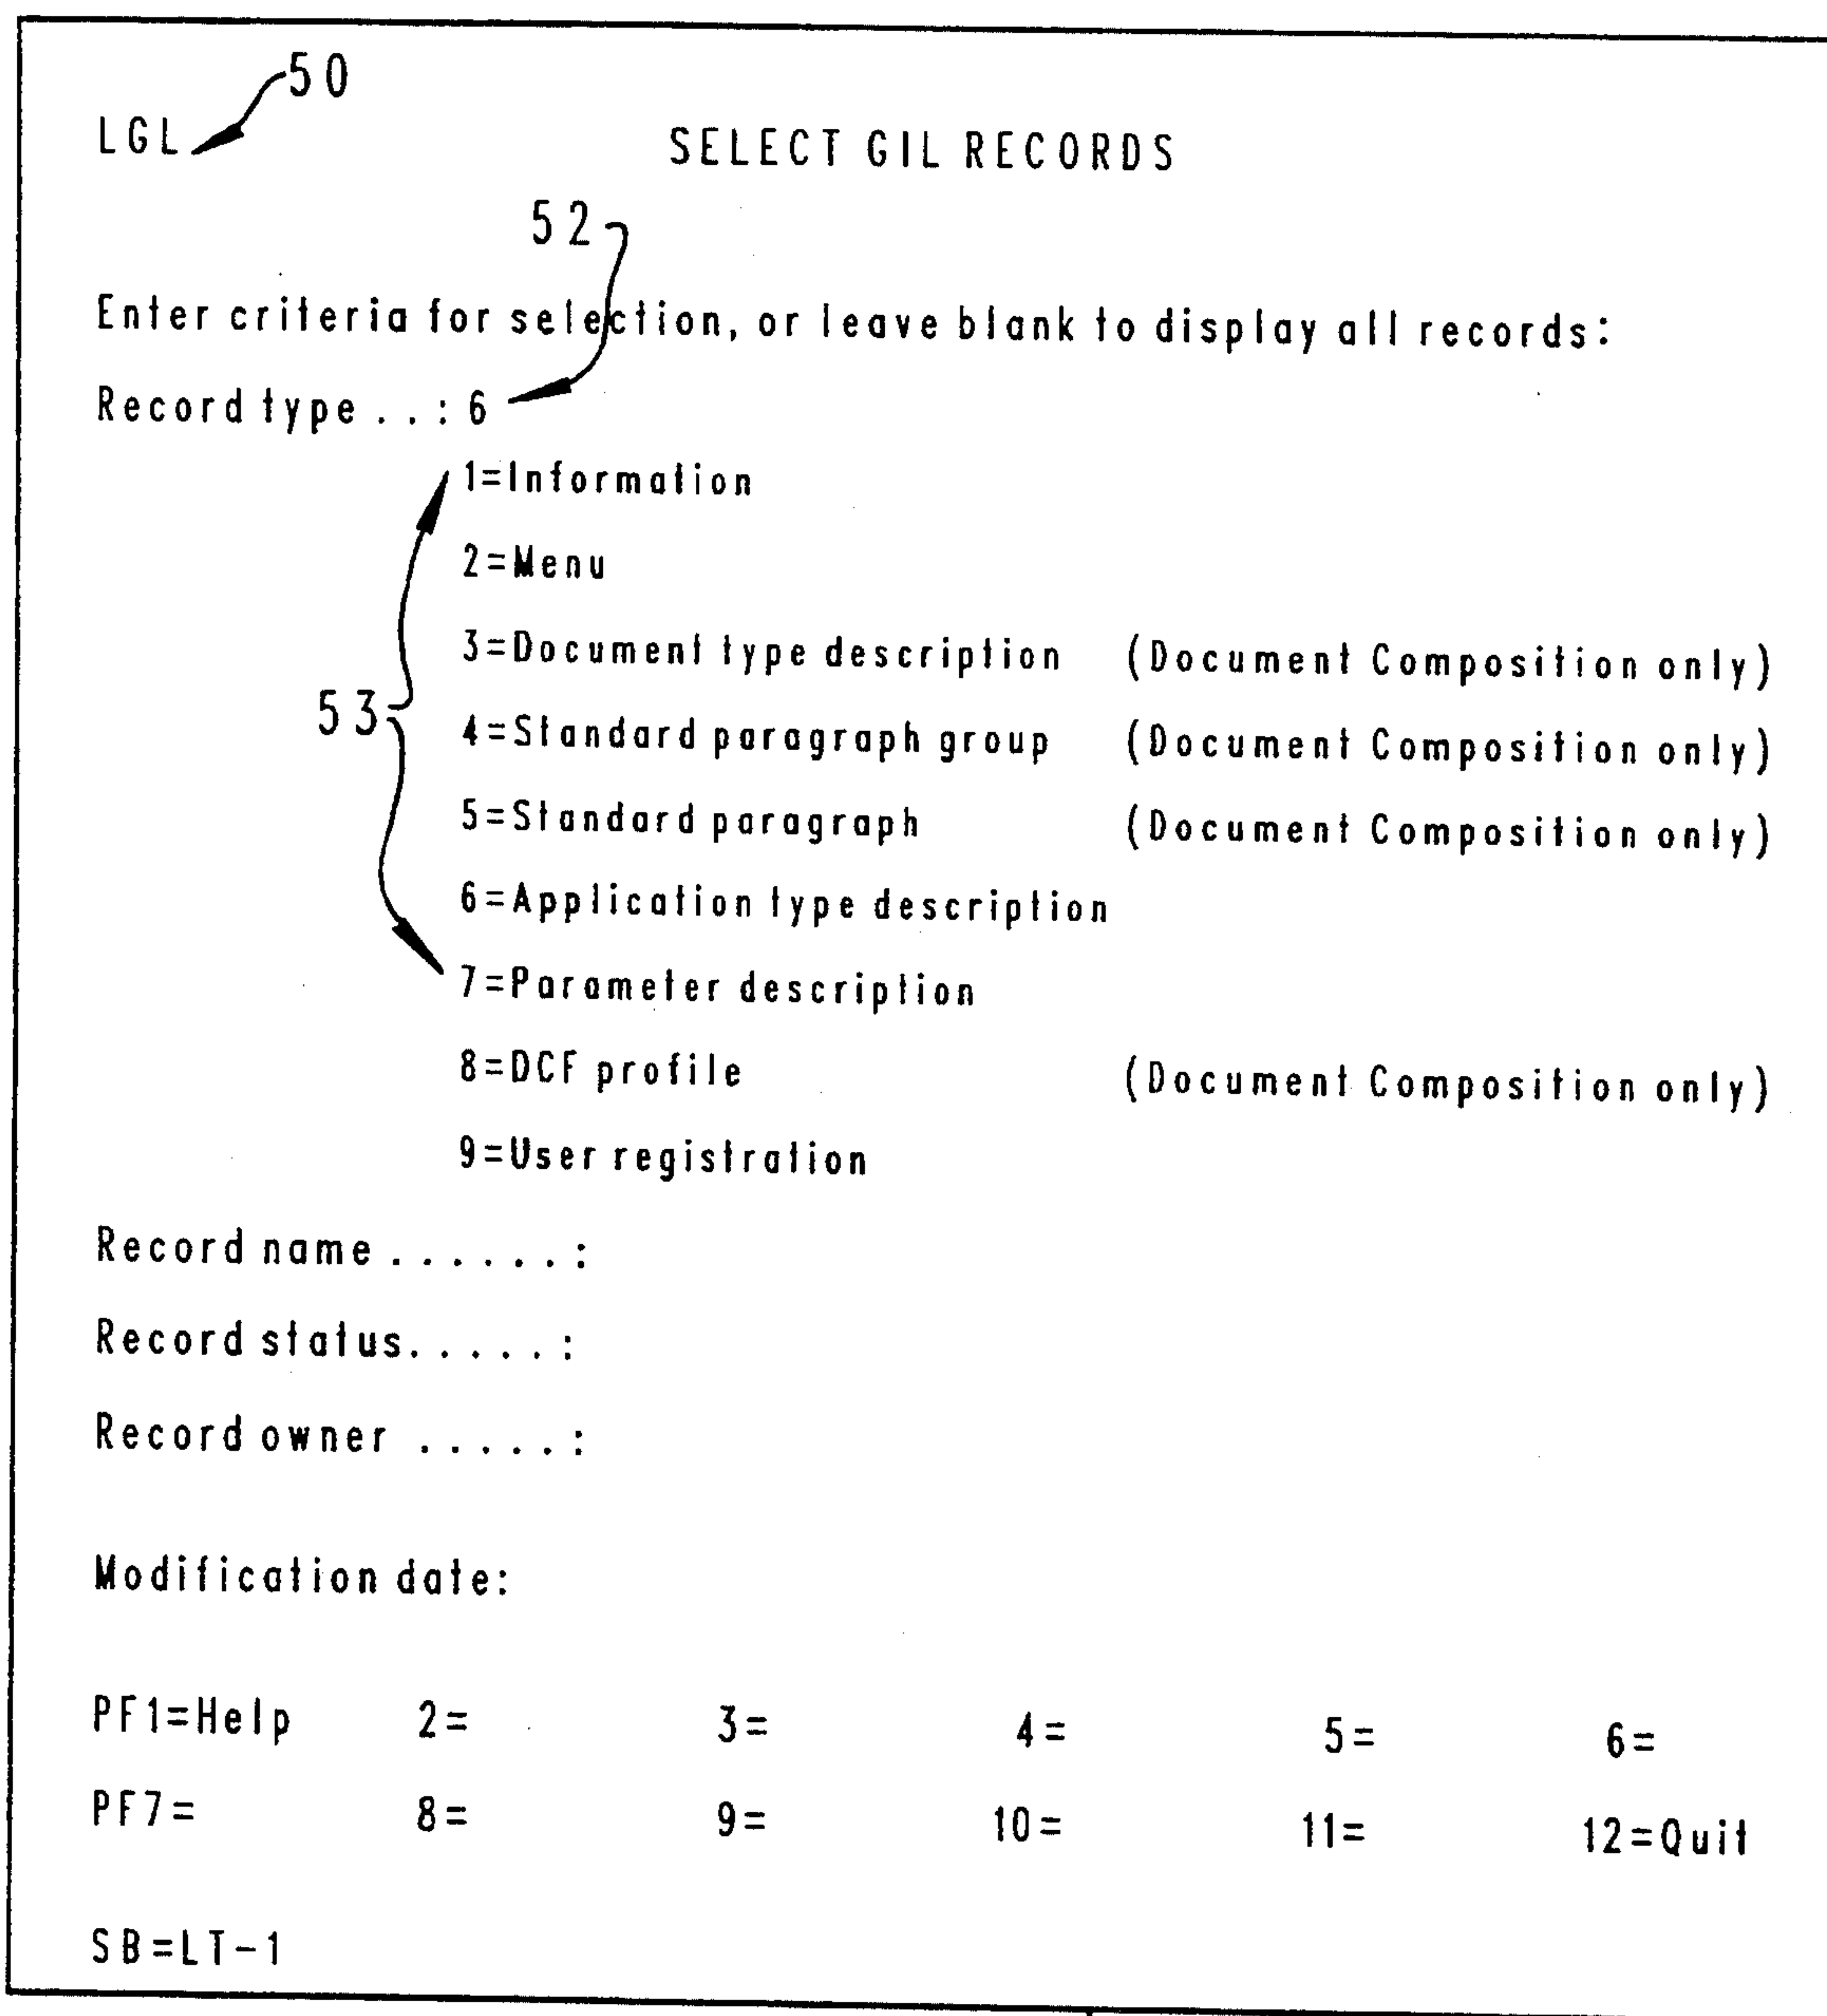 50
LGL SELECT GIL RECORDS
52
Enter criteria for selection, or leave blank to display all records:
Record type . . : 6
1=Information
2=Menu
3=Document type description (Document Composition only)
53
4=Standard paragraph group (Document Composition only)
5=Standard paragraph (Document Composition only)
6=Application type description
7=Parameter description
8=DCF profile (Document Composition only)
9=User registration
Record name . . . . . . :
Record status. . . . . :
Record owner . . . . . :
Modification date:
PF1=Help 2= 3= 4= 5= 6=
PF7= 8= 9= 10= 11= 12=Quit
SB=LT-1